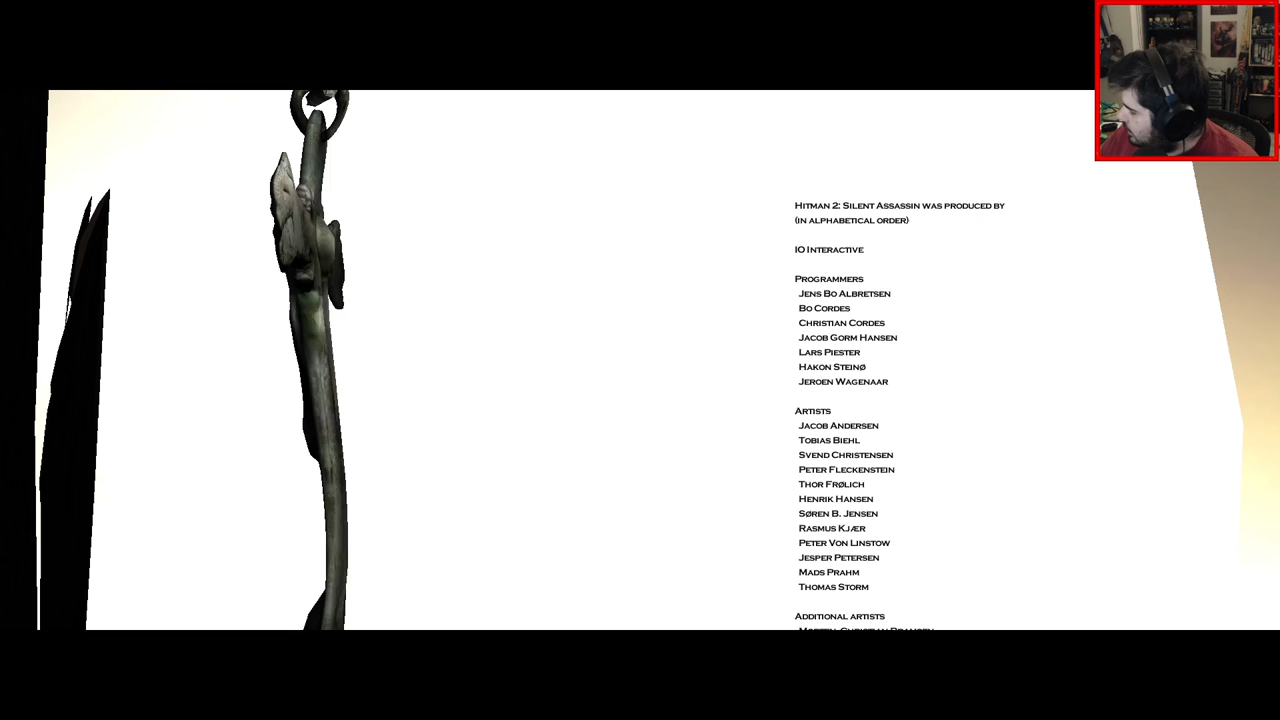 Hitman 2: Silent Assassin was produced by
(in alphabetical order)
IO Interactive
Programmers
Jens Bo Albretsen
Bo Cordes
Christian Cordes
Jacob Gorm Hansen
Lars Piester
Hakon Steinø
Jeroen Wagenaar
Artists
Jacob Andersen
Tobias Biehl
Svend Christensen
Peter Fleckenstein
Thor Frølich
Henrik Hansen
Søren B. Jensen
Rasmus Kjær
Peter Von Linstow
Jesper Petersen
Mads Prahm
Thomas Storm
Additional artists